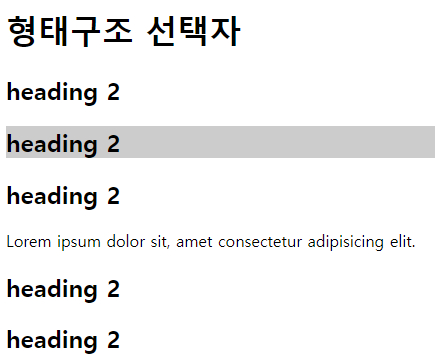 형태구조 선택자
heading 2
heading 2
heading 2
Lorem ipsum dolor sit, amet consectetur adipisicing elit.
heading 2
heading 2